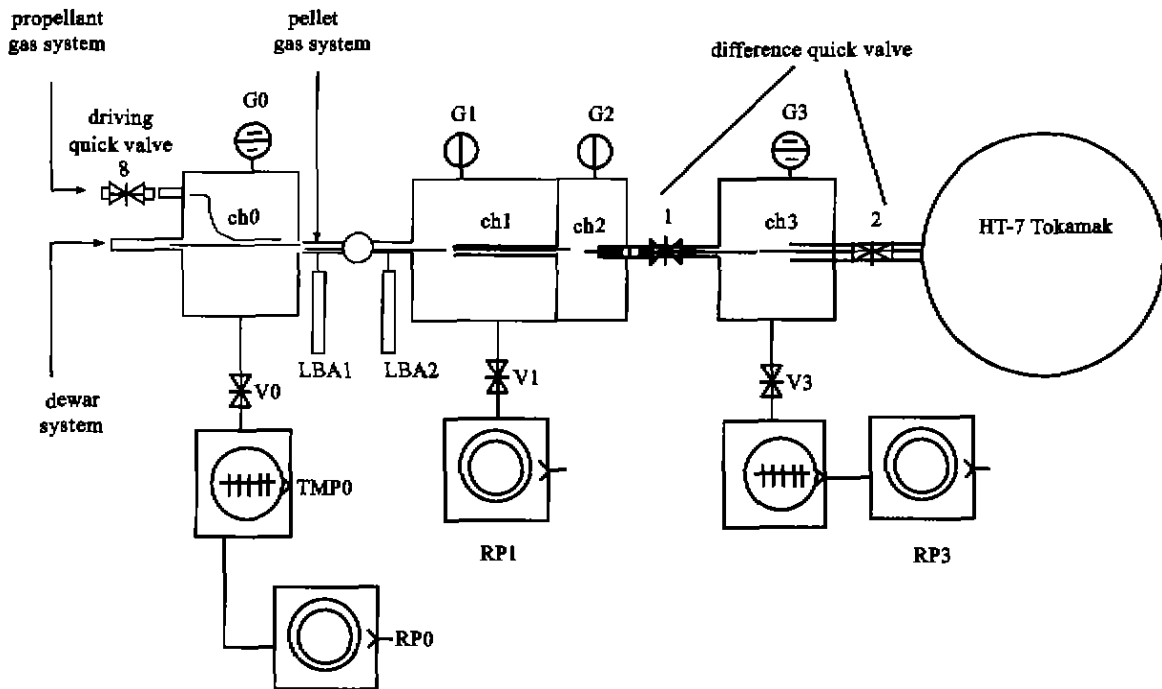 propellant
gas system
pellet
gas system
difference quick valve
driving
quick valve
8
G0
G1
G2
G3
ch0
ch1
ch2
1
ch3
2
HT-7 Tokamak
LBA1
LBA2
V0
V1
V3
dewar
system
TMP0
RP1
RP3
RP0